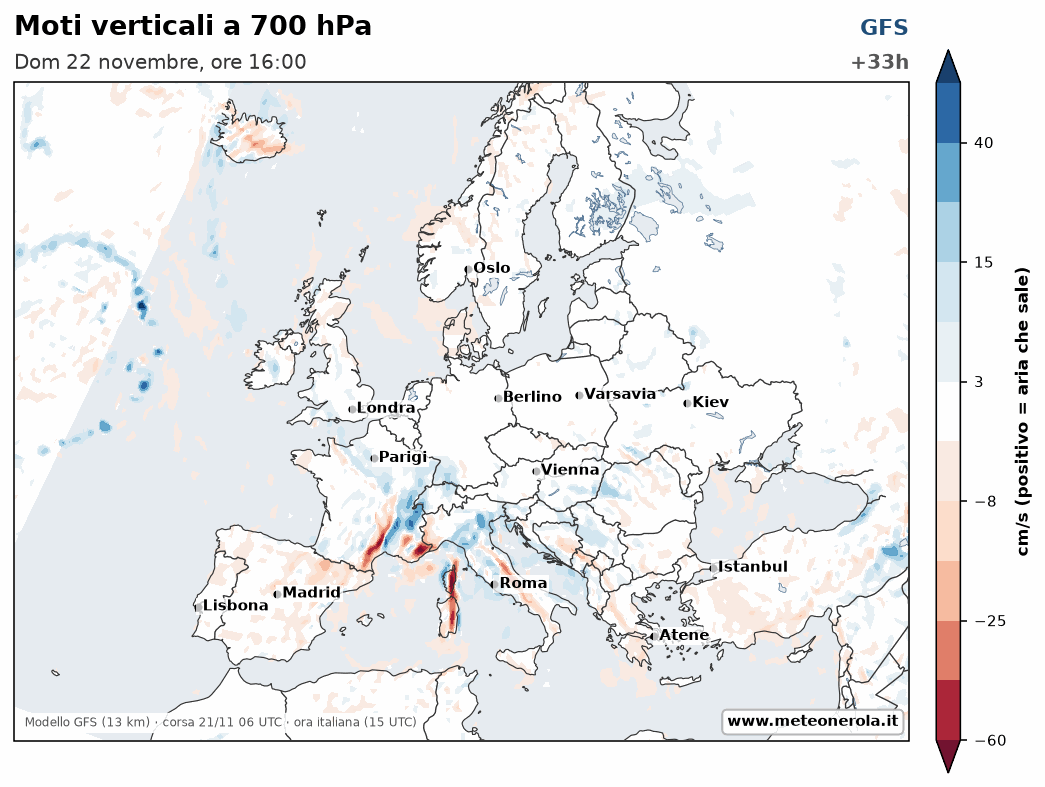 Moti verticali a 700 hPa
GFS
Dom 22 novembre, ore 16:00
+33h
40
15
3
−8
−25
−60
cm/s (positivo = aria che sale)
Oslo
Londra
Berlino
Varsavia
Kiev
Parigi
Vienna
Istanbul
Roma
Madrid
Lisbona
Atene
Modello GFS (13 km) · corsa 21/11 06 UTC · ora italiana (15 UTC)
www.meteonerola.it